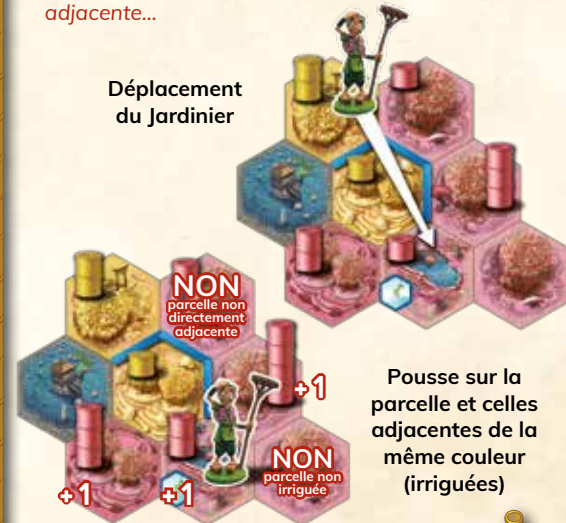 adjacente...
Déplacement
du Jardinier
NON
parcelle non
directement
adjacente
+1
Pousse sur la
parcelle et celles
adjacentes de la
même couleur
(irriguées)
NON
parcelle non
irriguée
+1
+1